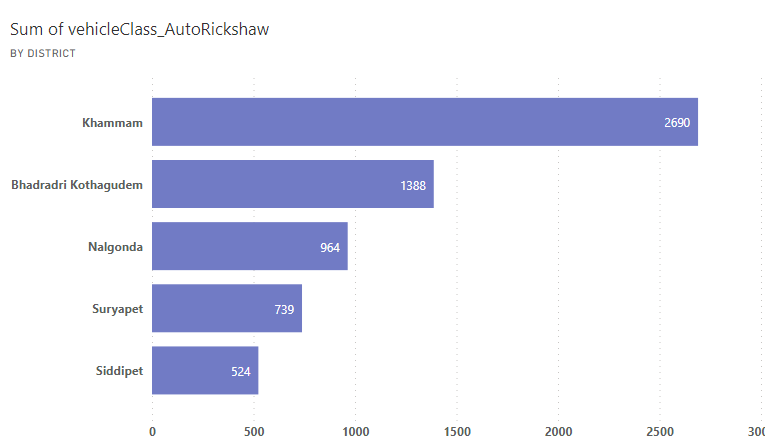 Sum of vehicleClass_AutoRickshaw
BY DISTRICT
Khammam 2690
Bhadradri Kothagudem 1388
Nalgonda 964
Suryapet 739
Siddipet 524
0 500 1000 1500 2000 2500